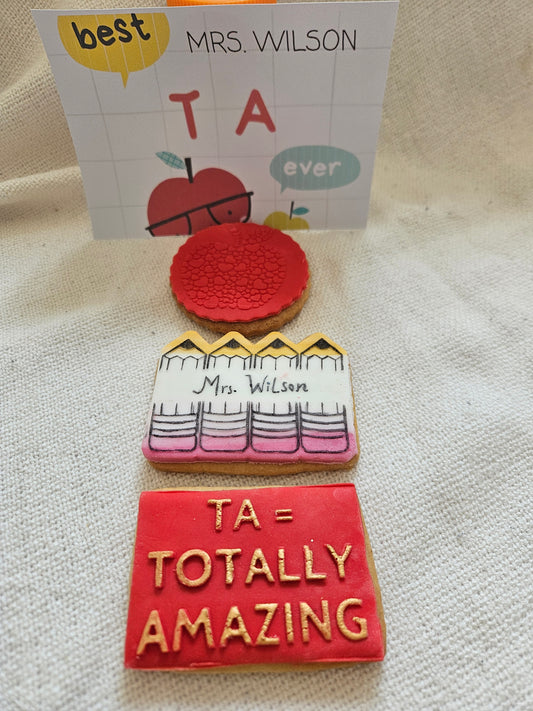 best
MRS. WILSON
T A
ever
Mrs. Wilson
TA =
TOTALLY
AMAZING